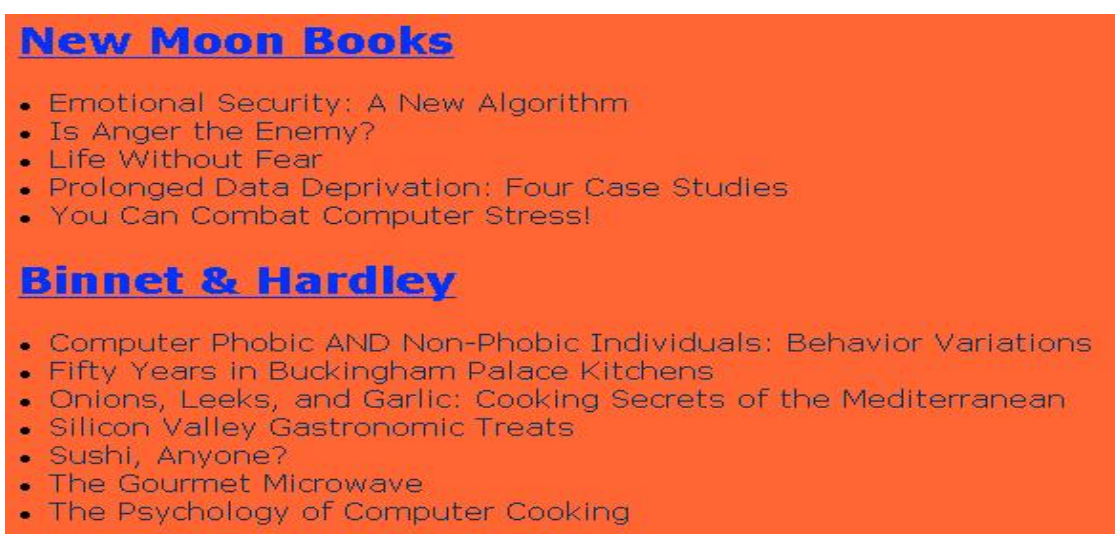 New Moon Books
• Emotional Security: A New Algorithm
• Is Anger the Enemy?
• Life Without Fear
• Prolonged Data Deprivation: Four Case Studies
• You Can Combat Computer Stress!
Binnet & Hardley
• Computer Phobic AND Non-Phobic Individuals: Behavior Variations
• Fifty Years in Buckingham Palace Kitchens
• Onions, Leeks, and Garlic: Cooking Secrets of the Mediterranean
• Silicon Valley Gastronomic Treats
• Sushi, Anyone?
• The Gourmet Microwave
• The Psychology of Computer Cooking